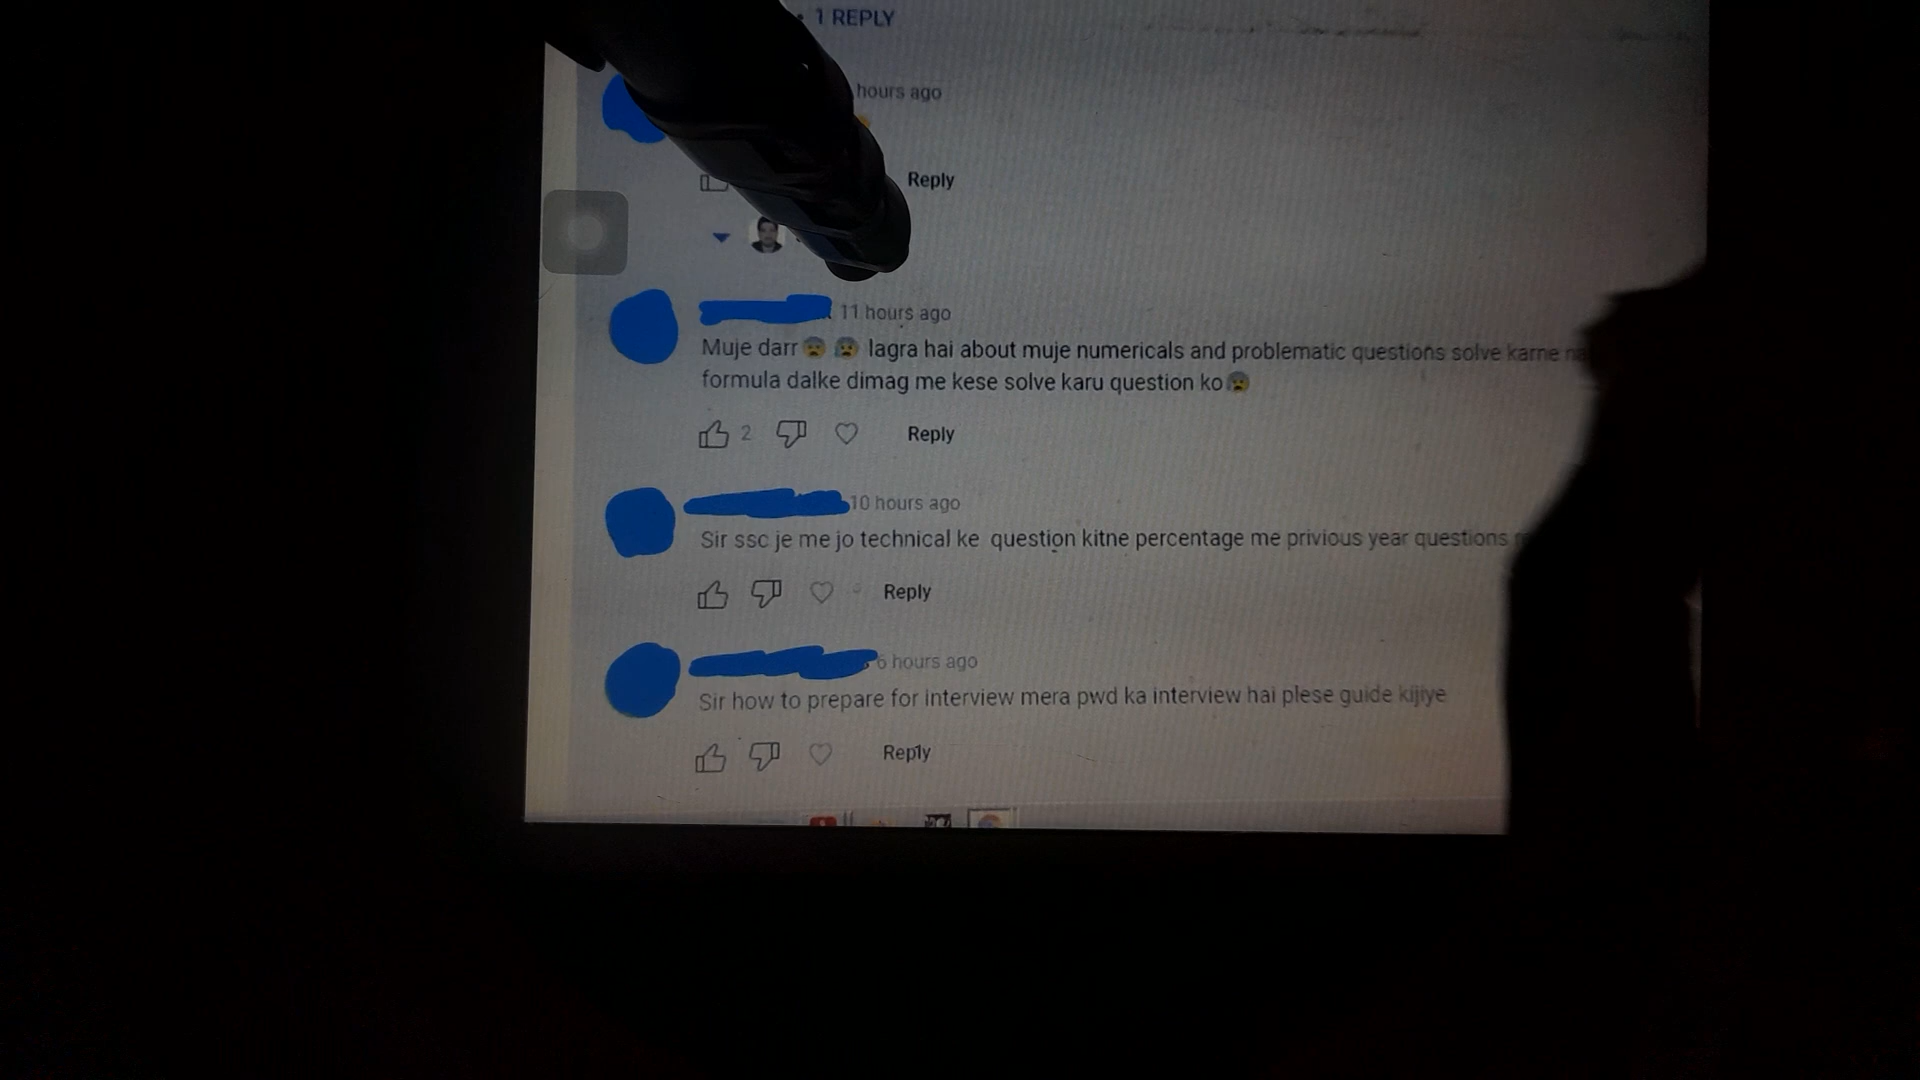 1 REPLY
hours ago
Reply
11 hours ago
Muje darr😨 😰 lagra hai about muje numericals and problematic questions solve karne
formula dalke dimag me kese solve karu question ko😰
2 Reply
10 hours ago
Sir ssc je me jo technical ke question kitne percentage me privious year questions
Reply
6 hours ago
Sir how to prepare for interview mera pwd ka interview hai plese guide kijiye
Reply